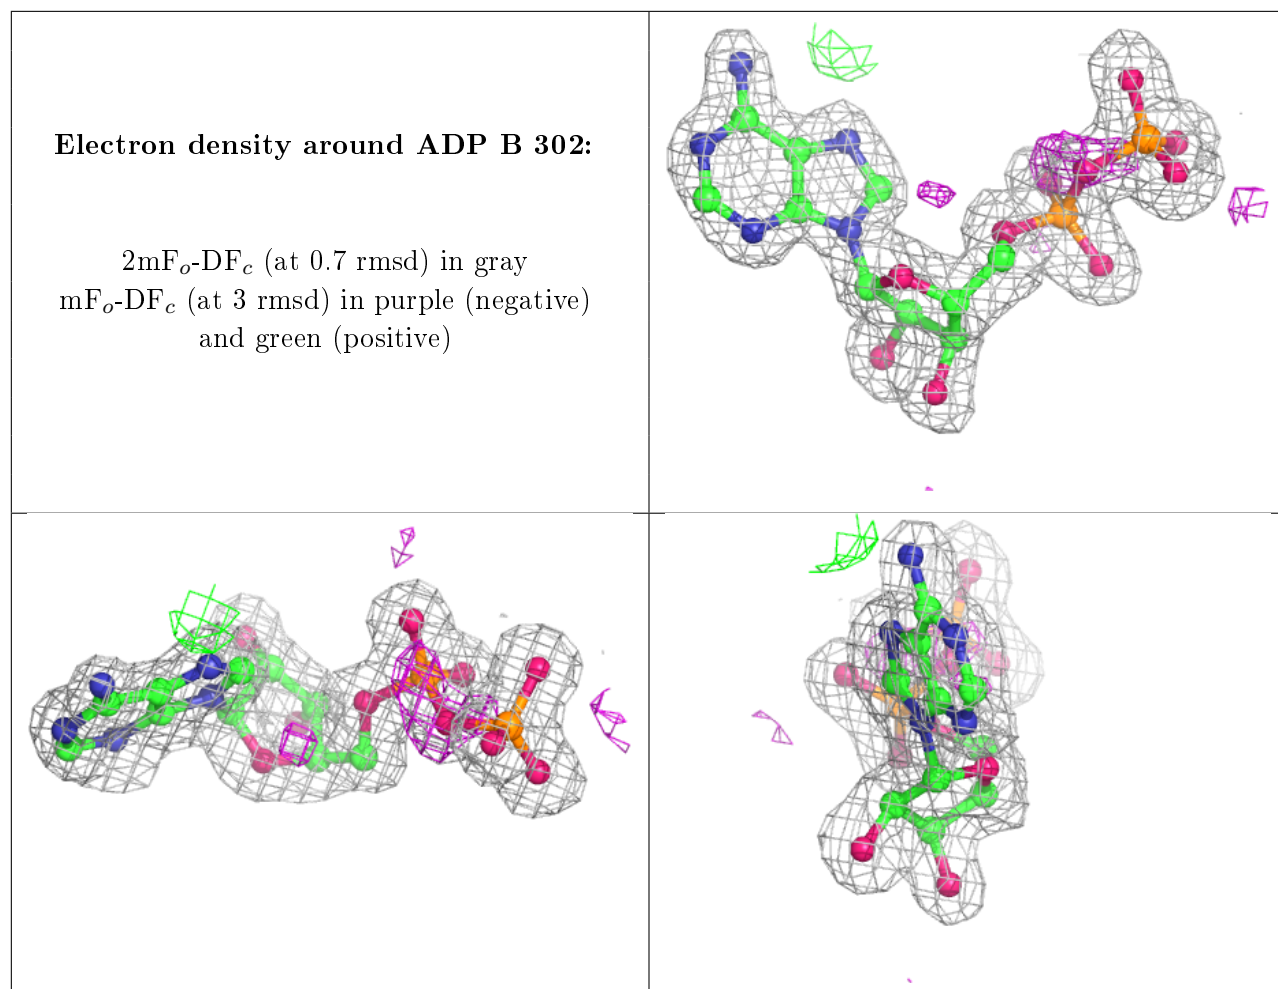 Electron density around ADP B 302:
2mFo-DFc (at 0.7 rmsd) in gray
mFo-DFc (at 3 rmsd) in purple (negative)
and green (positive)